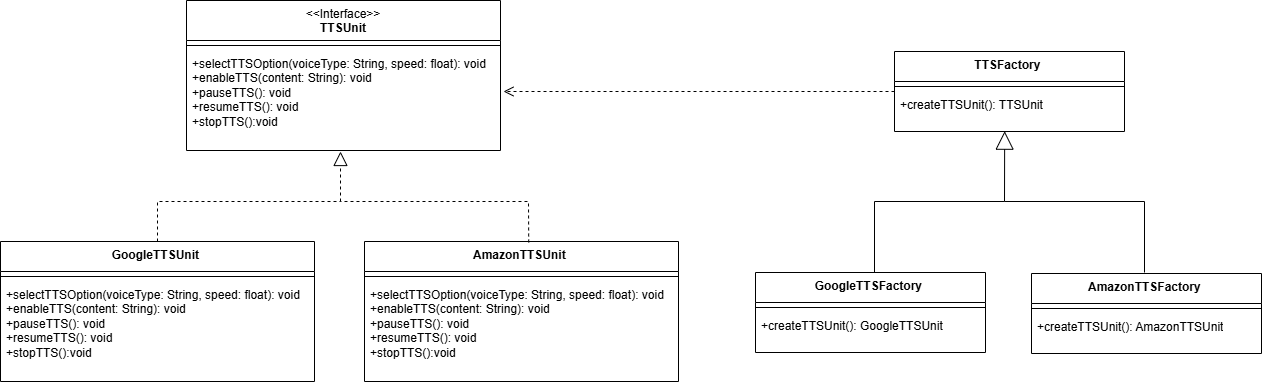 <<Interface>>
TTSUnit
+selectTTSOption(voiceType: String, speed: float): void
+enableTTS(content: String): void
+pauseTTS(): void
+resumeTTS(): void
+stopTTS():void
TTSFactory
+createTTSUnit(): TTSUnit
GoogleTTSUnit
+selectTTSOption(voiceType: String, speed: float): void
+enableTTS(content: String): void
+pauseTTS(): void
+resumeTTS(): void
+stopTTS():void
AmazonTTSUnit
+selectTTSOption(voiceType: String, speed: float): void
+enableTTS(content: String): void
+pauseTTS(): void
+resumeTTS(): void
+stopTTS():void
GoogleTTSFactory
+createTTSUnit(): GoogleTTSUnit
AmazonTTSFactory
+createTTSUnit(): AmazonTTSUnit